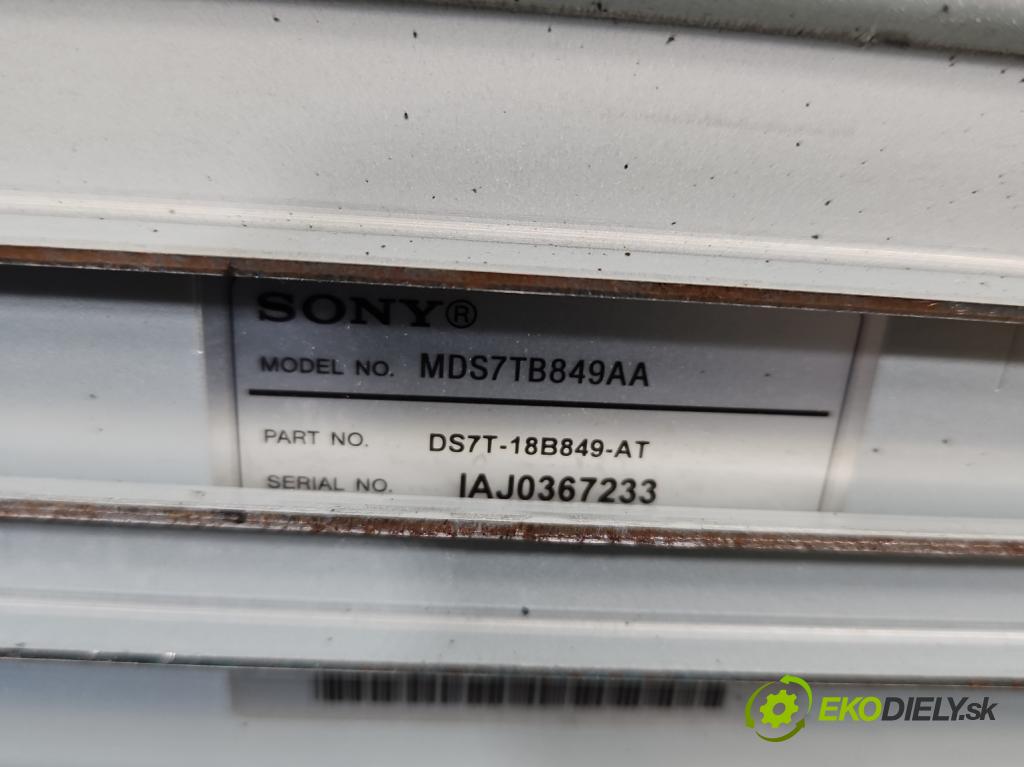 SONY®
MODEL NO. MDS7TB849AA
PART NO. DS7T-18B849-AT
SERIAL NO. IAJ0367233
EKODIELY.sk